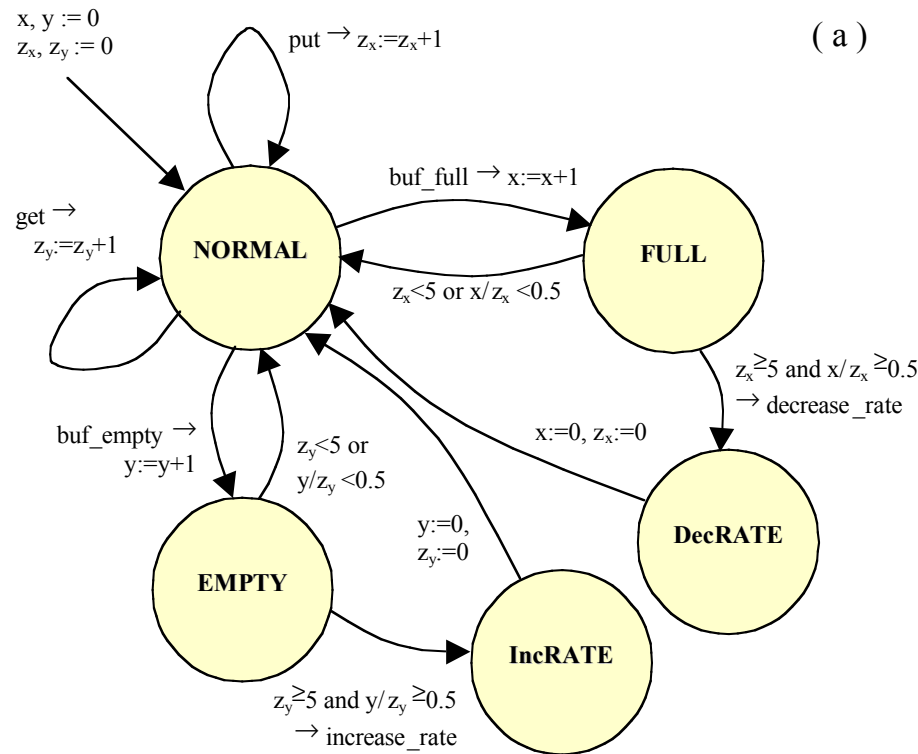 x, y := 0
z_x, z_y := 0
put → z_x:=z_x+1
( a )
buf_full → x:=x+1
get →
z_y:=z_y+1
NORMAL
FULL
z_x<5 or x/z_x <0.5
z_x≥5 and x/z_x ≥0.5
→ decrease_rate
buf_empty →
y:=y+1
z_y<5 or
y/z_y <0.5
x:=0, z_x:=0
y:=0,
z_y:=0
DecRATE
EMPTY
IncRATE
z_y≥5 and y/z_y ≥0.5
→ increase_rate